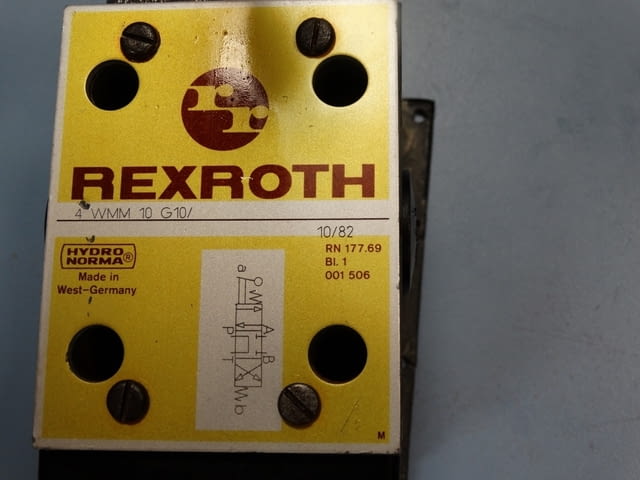 rr
REXROTH
4 WMM 10 G10/
10/82
HYDRO
NORMA®
Made in
West-Germany
RN 177.69
Bl. 1
001 506
a
A
B
P
T
b
M